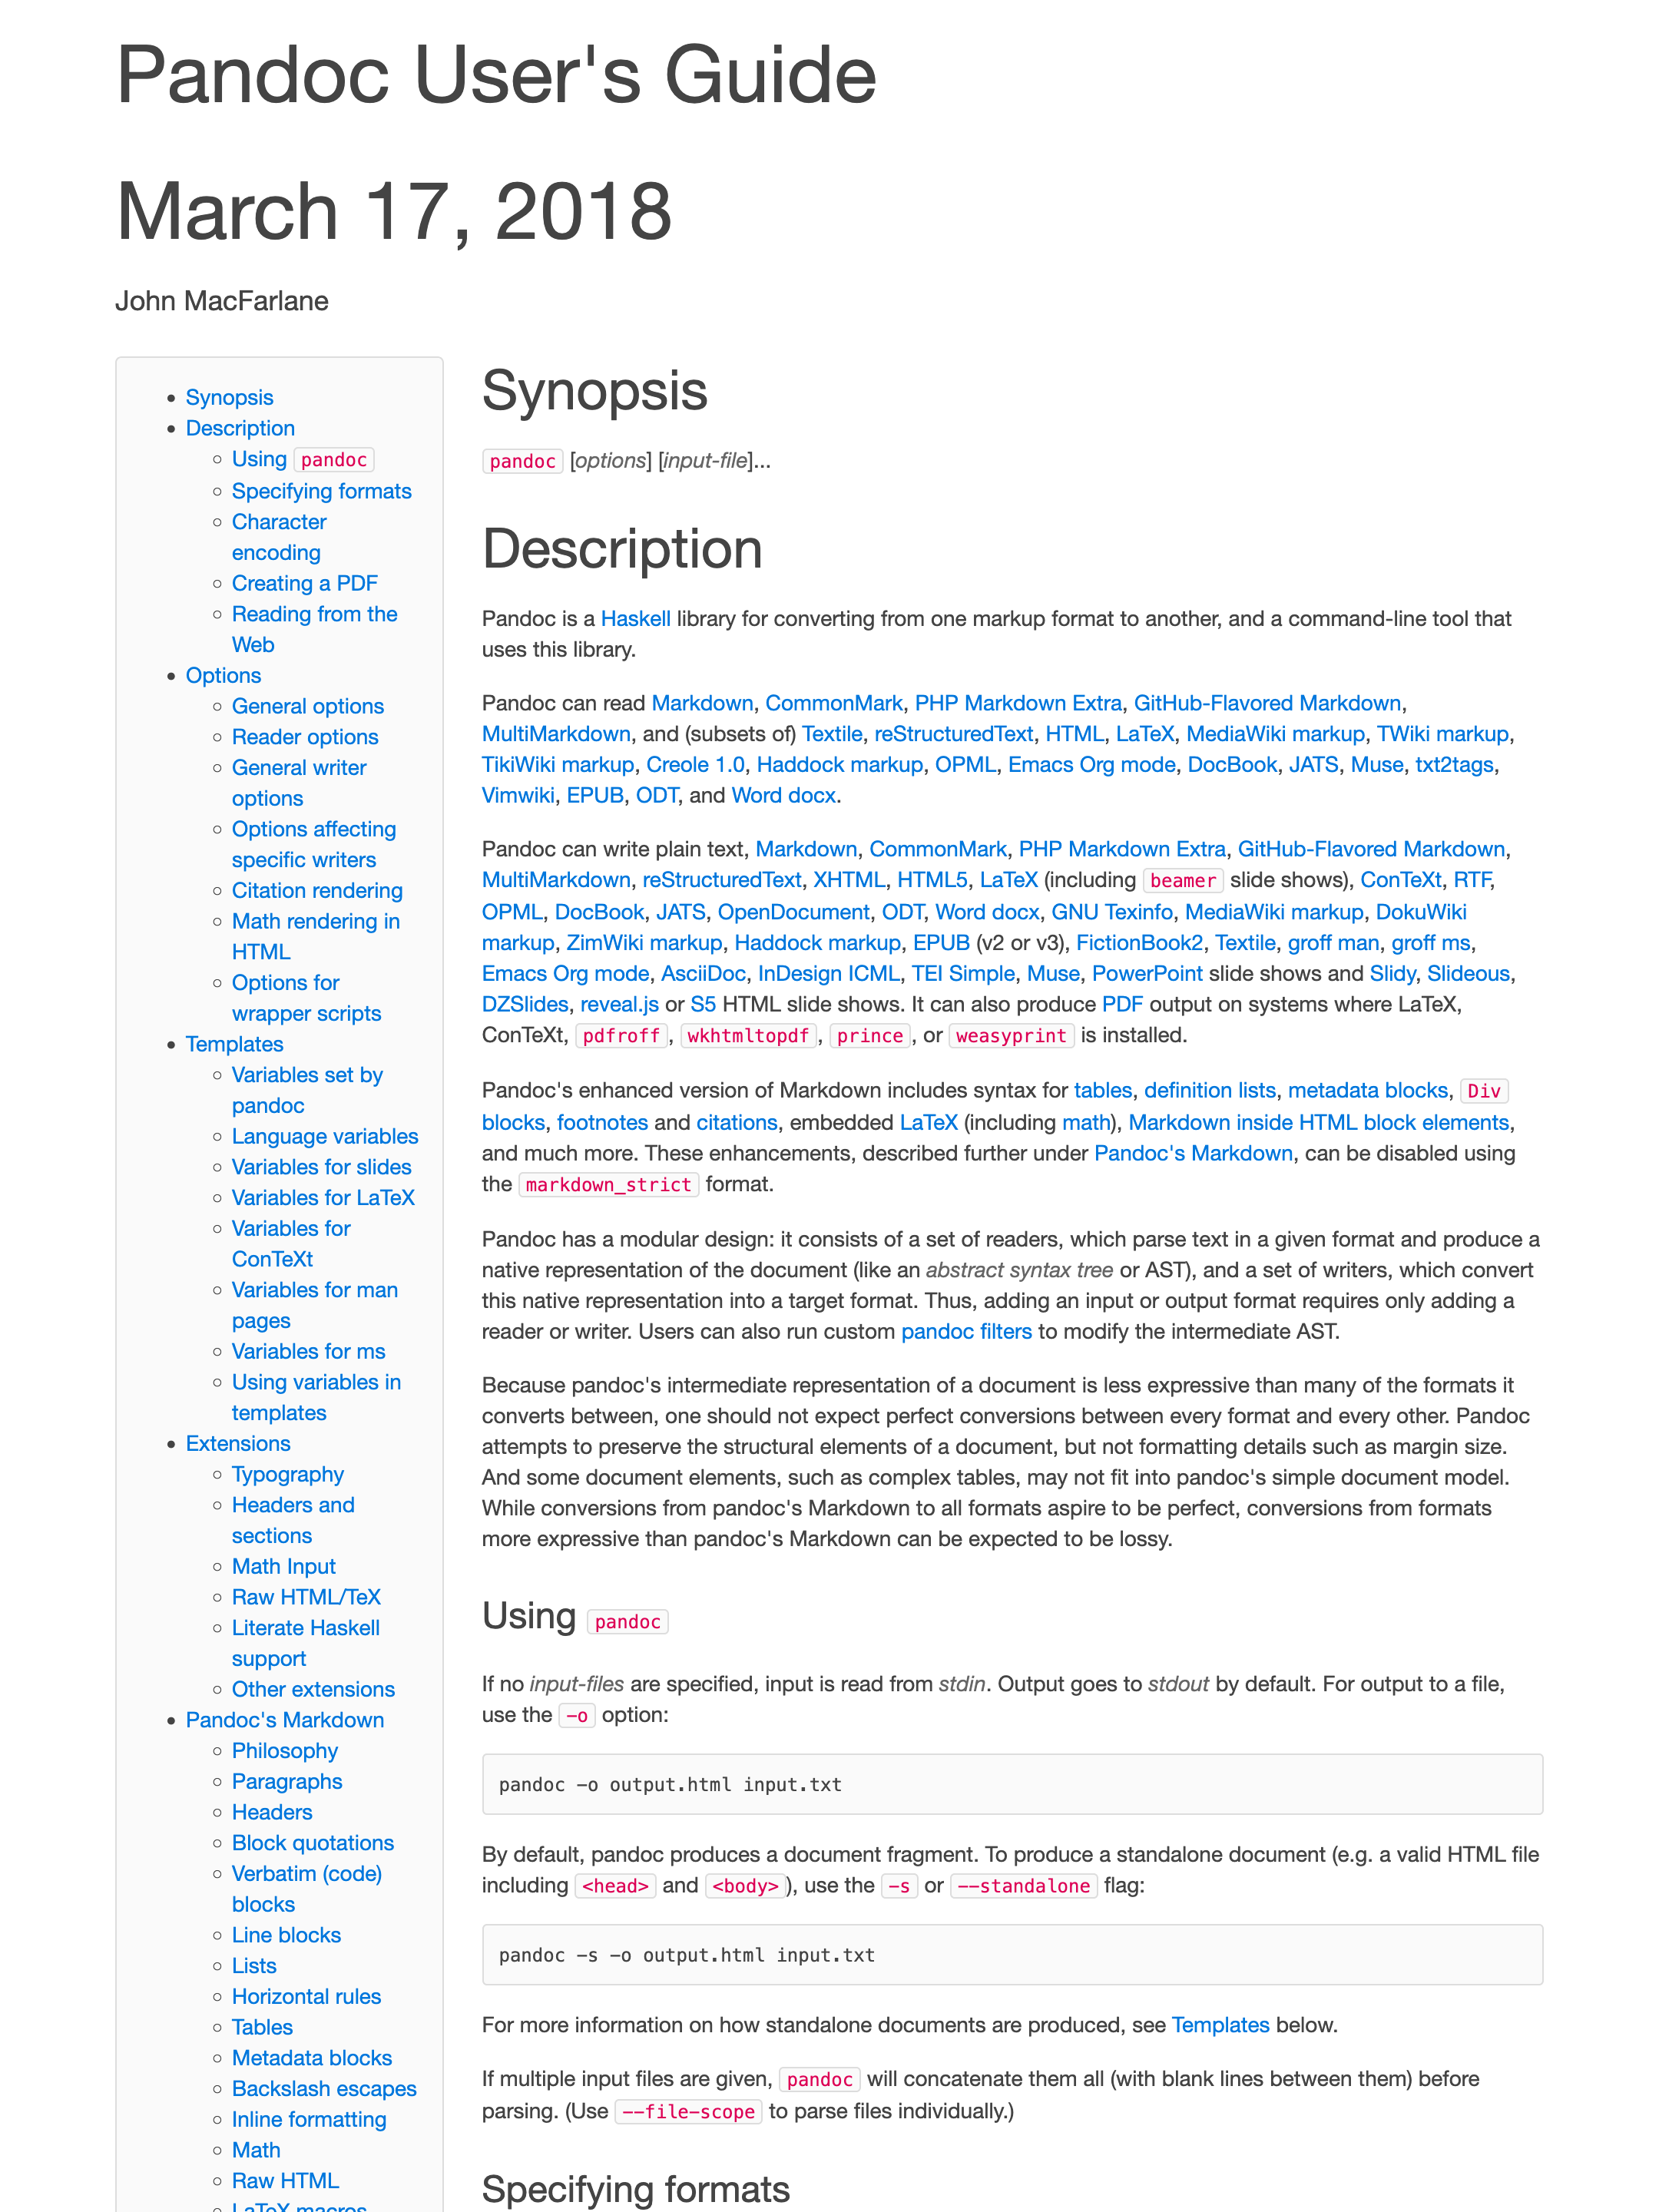 Pandoc User's Guide
March 17, 2018
John MacFarlane
Synopsis
Description
Using pandoc
Specifying formats
Character
encoding
Creating a PDF
Reading from the
Web
Options
General options
Reader options
General writer
options
Options affecting
specific writers
Citation rendering
Math rendering in
HTML
Options for
wrapper scripts
Templates
Variables set by
pandoc
Language variables
Variables for slides
Variables for LaTeX
Variables for
ConTeXt
Variables for man
pages
Variables for ms
Using variables in
templates
Extensions
Typography
Headers and
sections
Math Input
Raw HTML/TeX
Literate Haskell
support
Other extensions
Pandoc's Markdown
Philosophy
Paragraphs
Headers
Block quotations
Verbatim (code)
blocks
Line blocks
Lists
Horizontal rules
Tables
Metadata blocks
Backslash escapes
Inline formatting
Math
Raw HTML
LaTeX macros
Synopsis
pandoc [options] [input-file]...
Description
Pandoc is a Haskell library for converting from one markup format to another, and a command-line tool that
uses this library.
Pandoc can read Markdown, CommonMark, PHP Markdown Extra, GitHub-Flavored Markdown,
MultiMarkdown, and (subsets of) Textile, reStructuredText, HTML, LaTeX, MediaWiki markup, TWiki markup,
TikiWiki markup, Creole 1.0, Haddock markup, OPML, Emacs Org mode, DocBook, JATS, Muse, txt2tags,
Vimwiki, EPUB, ODT, and Word docx.
Pandoc can write plain text, Markdown, CommonMark, PHP Markdown Extra, GitHub-Flavored Markdown,
MultiMarkdown, reStructuredText, XHTML, HTML5, LaTeX (including beamer slide shows), ConTeXt, RTF,
OPML, DocBook, JATS, OpenDocument, ODT, Word docx, GNU Texinfo, MediaWiki markup, DokuWiki
markup, ZimWiki markup, Haddock markup, EPUB (v2 or v3), FictionBook2, Textile, groff man, groff ms,
Emacs Org mode, AsciiDoc, InDesign ICML, TEI Simple, Muse, PowerPoint slide shows and Slidy, Slideous,
DZSlides, reveal.js or S5 HTML slide shows. It can also produce PDF output on systems where LaTeX,
ConTeXt, pdfroff, wkhtmltopdf, prince, or weasyprint is installed.
Pandoc's enhanced version of Markdown includes syntax for tables, definition lists, metadata blocks, Div
blocks, footnotes and citations, embedded LaTeX (including math), Markdown inside HTML block elements,
and much more. These enhancements, described further under Pandoc's Markdown, can be disabled using
the markdown_strict format.
Pandoc has a modular design: it consists of a set of readers, which parse text in a given format and produce a
native representation of the document (like an abstract syntax tree or AST), and a set of writers, which convert
this native representation into a target format. Thus, adding an input or output format requires only adding a
reader or writer. Users can also run custom pandoc filters to modify the intermediate AST.
Because pandoc's intermediate representation of a document is less expressive than many of the formats it
converts between, one should not expect perfect conversions between every format and every other. Pandoc
attempts to preserve the structural elements of a document, but not formatting details such as margin size.
And some document elements, such as complex tables, may not fit into pandoc's simple document model.
While conversions from pandoc's Markdown to all formats aspire to be perfect, conversions from formats
more expressive than pandoc's Markdown can be expected to be lossy.
Using pandoc
If no input-files are specified, input is read from stdin. Output goes to stdout by default. For output to a file,
use the -o option:
pandoc -o output.html input.txt
By default, pandoc produces a document fragment. To produce a standalone document (e.g. a valid HTML file
including <head> and <body>), use the -s or --standalone flag:
pandoc -s -o output.html input.txt
For more information on how standalone documents are produced, see Templates below.
If multiple input files are given, pandoc will concatenate them all (with blank lines between them) before
parsing. (Use --file-scope to parse files individually.)
Specifying formats